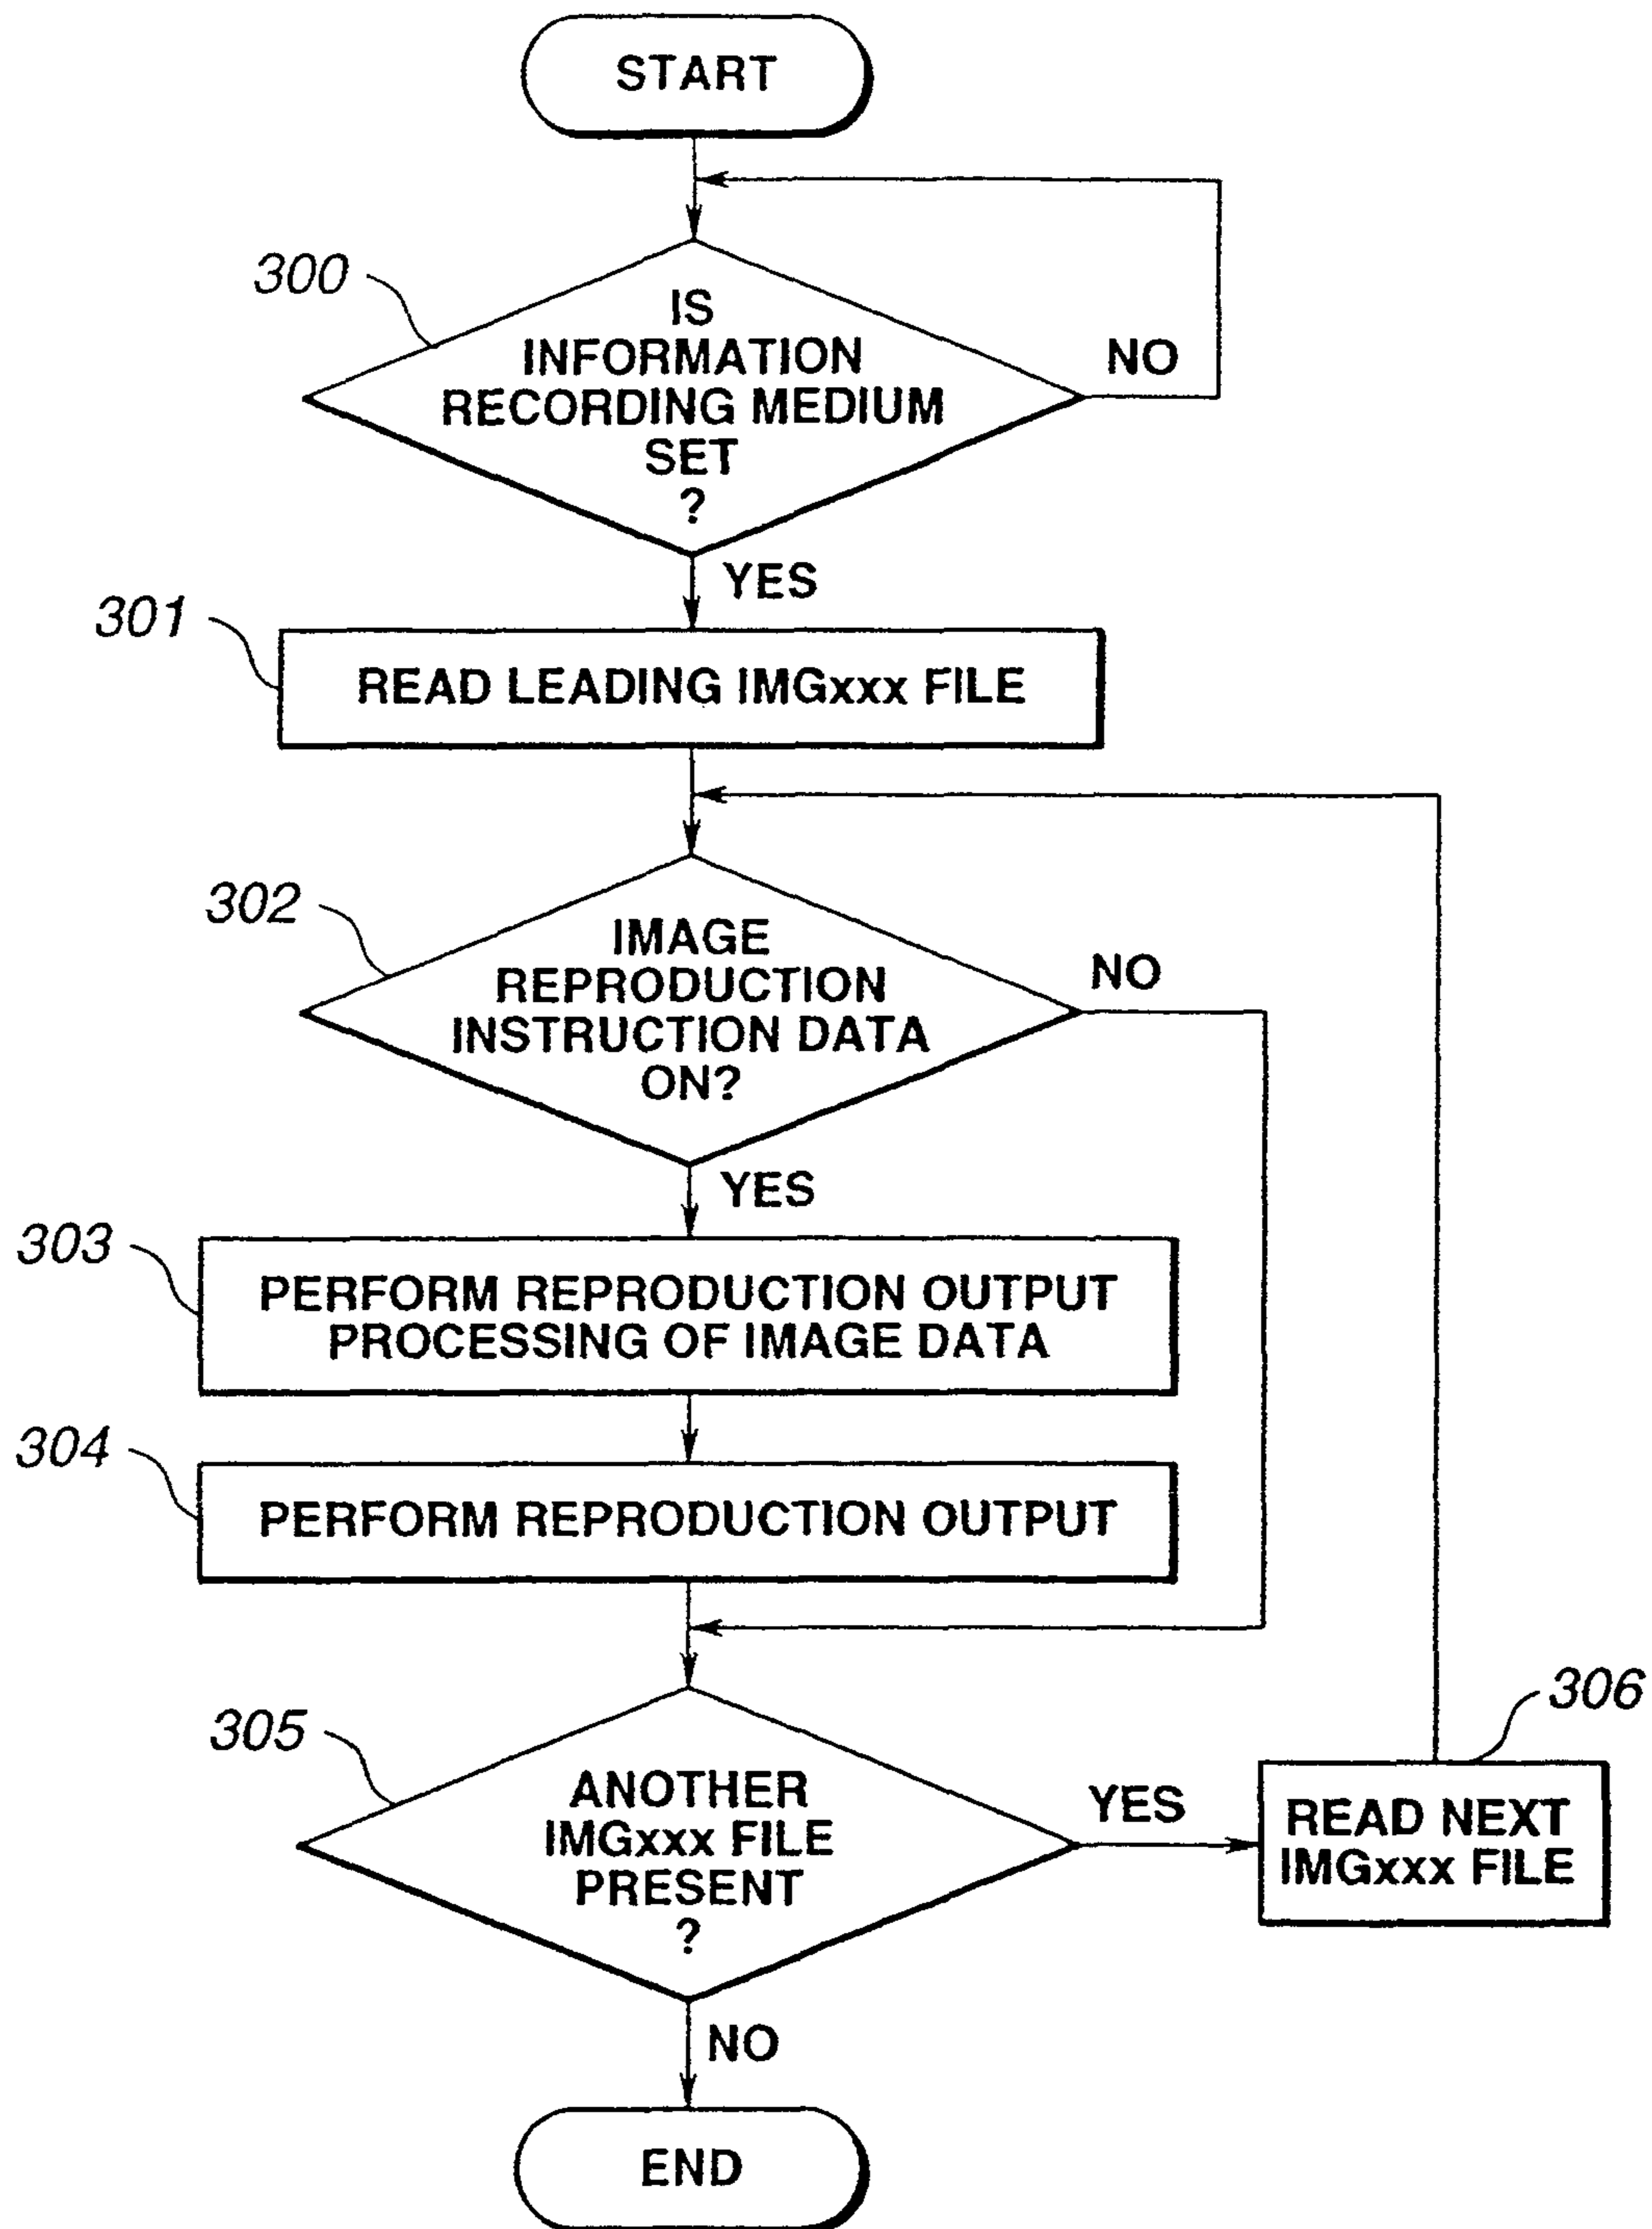 START
300
IS
INFORMATION
RECORDING MEDIUM
SET
?
NO
YES
301
READ LEADING IMGxxx FILE
302
IMAGE
REPRODUCTION
INSTRUCTION DATA
ON?
NO
YES
303
PERFORM REPRODUCTION OUTPUT
PROCESSING OF IMAGE DATA
304
PERFORM REPRODUCTION OUTPUT
305
ANOTHER
IMGxxx FILE
PRESENT
?
YES
306
READ NEXT
IMGxxx FILE
NO
END